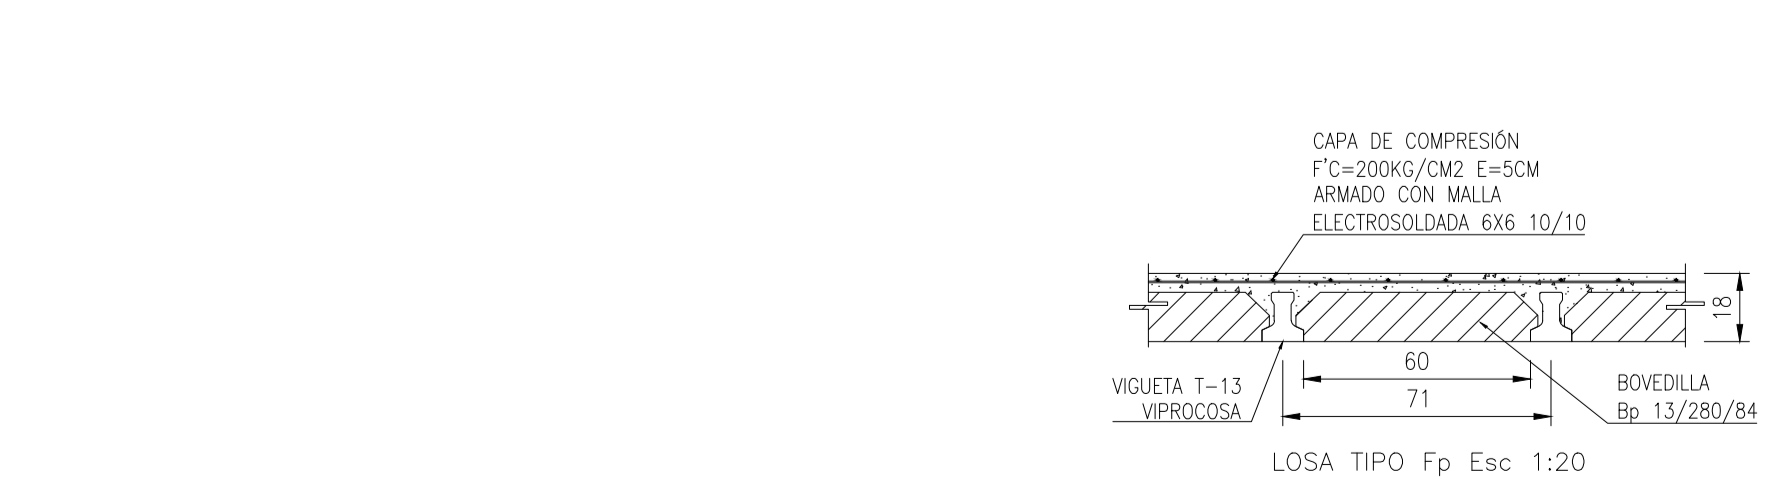 CAPA DE COMPRESIÓN
F'C=200KG/CM2 E=5CM
ARMADO CON MALLA
ELECTROSOLDADA 6X6 10/10
18
60
71
VIGUETA T-13
VIPROCOSA
BOVEDILLA
Bp 13/280/84
LOSA TIPO Fp Esc 1:20